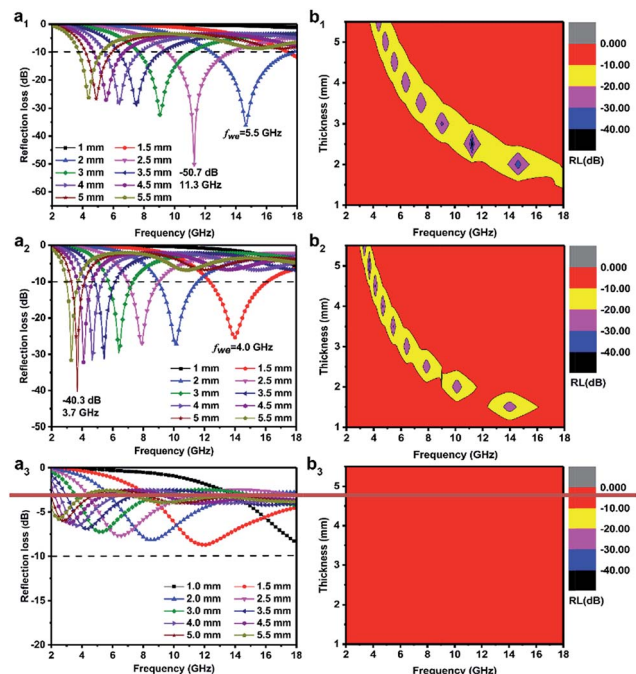 a1
b1
0
-10
-20
-30
-40
-50
-60
Reflection loss (dB)
fwe=5.5 GHz
1 mm 1.5 mm
2 mm 2.5 mm
3 mm 3.5 mm -50.7 dB
4 mm 4.5 mm 11.3 GHz
5 mm 5.5 mm
2 4 6 8 10 12 14 16 18
Frequency (GHz)
Thickness (mm)
5
4
3
2
1
2 4 6 8 10 12 14 16 18
Frequency (GHz)
0.000
-10.00
-20.00
-30.00
-40.00
RL(dB)
a2
b2
0
-10
-20
-30
-40
-50
Reflection loss (dB)
fwe=4.0 GHz
-40.3 dB
3.7 GHz
1 mm 1.5 mm
2 mm 2.5 mm
3 mm 3.5 mm
4 mm 4.5 mm
5 mm 5.5 mm
2 4 6 8 10 12 14 16 18
Frequency (GHz)
Thickness (mm)
5
4
3
2
1
2 4 6 8 10 12 14 16 18
Frequency (GHz)
0.000
-10.00
-20.00
-30.00
-40.00
RL(dB)
a3
b3
0
-5
-10
-15
-20
Reflection loss (dB)
1.0 mm 1.5 mm
2.0 mm 2.5 mm
3.0 mm 3.5 mm
4.0 mm 4.5 mm
5.0 mm 5.5 mm
2 4 6 8 10 12 14 16 18
Frequency (GHz)
Thickness (mm)
5
4
3
2
1
2 4 6 8 10 12 14 16 18
Frequency (GHz)
0.000
-10.00
-20.00
-30.00
-40.00
RL(dB)